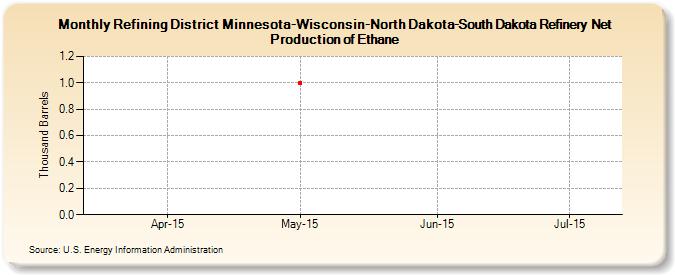 Monthly Refining District Minnesota-Wisconsin-North Dakota-South Dakota Refinery Net
Production of Ethane
Thousand Barrels
1.2
1.0
0.8
0.6
0.4
0.2
0.0
Apr-15 May-15 Jun-15 Jul-15
Source: U.S. Energy Information Administration